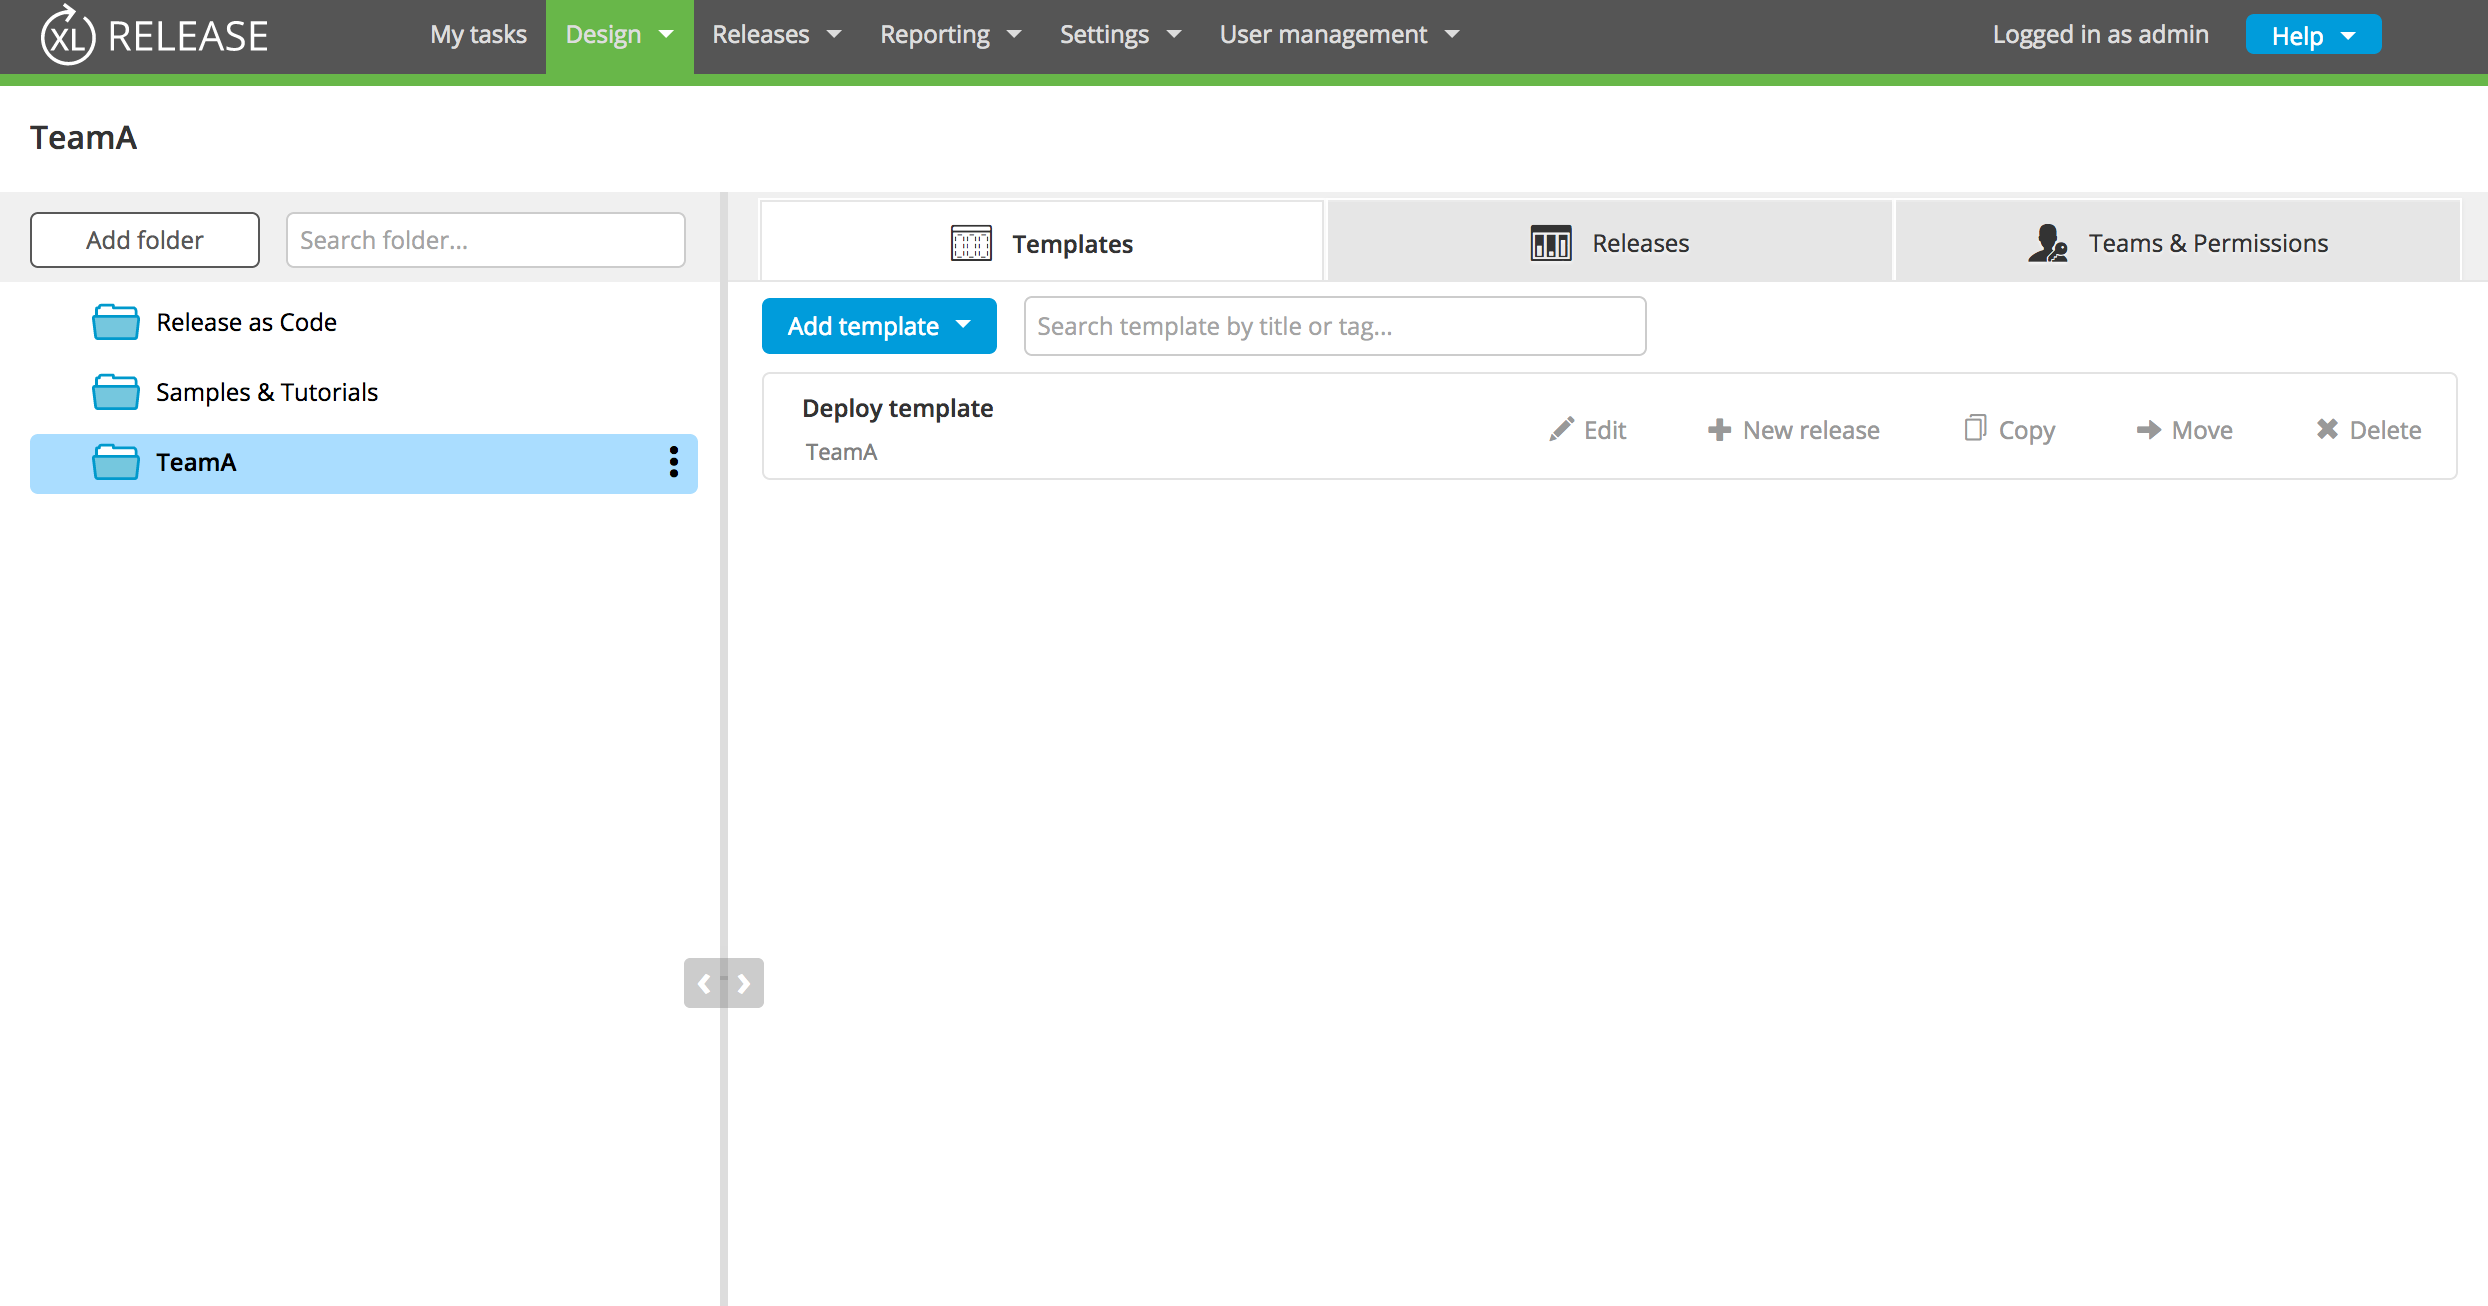 XL RELEASE My tasks Design Releases Reporting Settings User management Logged in as admin Help
TeamA
Add folder Search folder... Templates Releases Teams & Permissions
Release as Code
Samples & Tutorials
TeamA
Add template Search template by title or tag...
Deploy template
TeamA
Edit New release Copy Move Delete